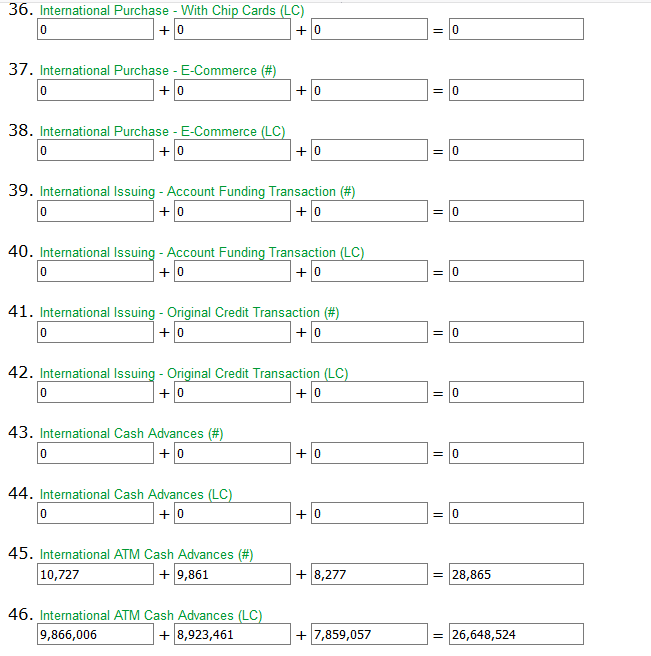 36. International Purchase - With Chip Cards (LC)
0 + 0 + 0 = 0
37. International Purchase - E-Commerce (#)
0 + 0 + 0 = 0
38. International Purchase - E-Commerce (LC)
0 + 0 + 0 = 0
39. International Issuing - Account Funding Transaction (#)
0 + 0 + 0 = 0
40. International Issuing - Account Funding Transaction (LC)
0 + 0 + 0 = 0
41. International Issuing - Original Credit Transaction (#)
0 + 0 + 0 = 0
42. International Issuing - Original Credit Transaction (LC)
0 + 0 + 0 = 0
43. International Cash Advances (#)
0 + 0 + 0 = 0
44. International Cash Advances (LC)
0 + 0 + 0 = 0
45. International ATM Cash Advances (#)
10,727 + 9,861 + 8,277 = 28,865
46. International ATM Cash Advances (LC)
9,866,006 + 8,923,461 + 7,859,057 = 26,648,524